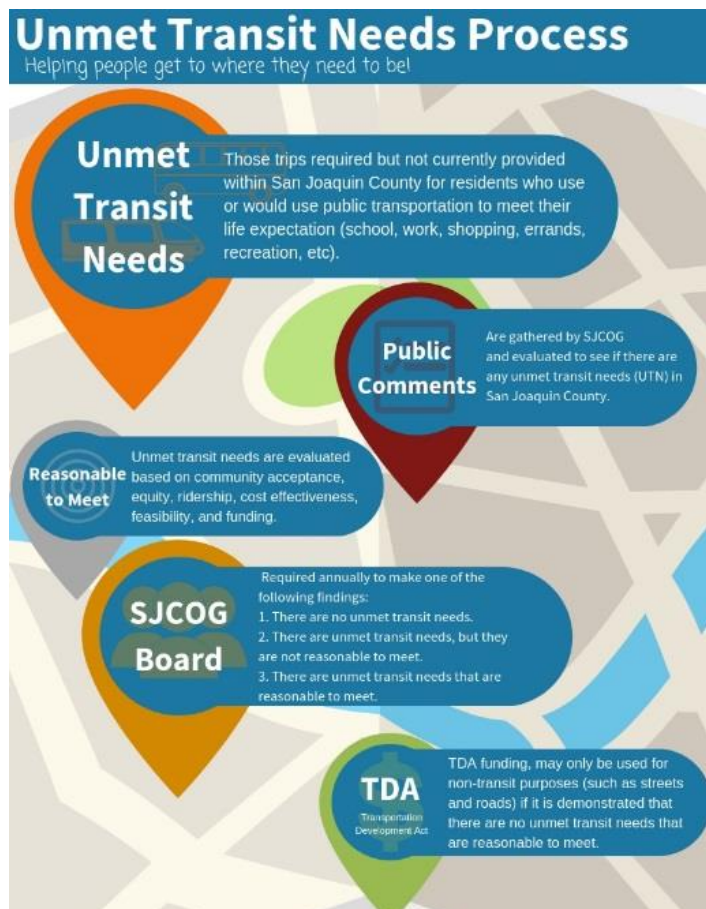 Unmet Transit Needs Process
Helping people get to where they need to be!
Unmet
Transit
Needs
Those trips required but not currently provided
within San Joaquin County for residents who use
or would use public transportation to meet their
life expectation (school, work, shopping, errands,
recreation, etc).
Public
Comments
Are gathered by SJCOG
and evaluated to see if there are
any unmet transit needs (UTN) in
San Joaquin County.
Reasonable
to Meet
Unmet transit needs are evaluated
based on community acceptance,
equity, ridership, cost effectiveness,
feasibility, and funding.
SJCOG
Board
Required annually to make one of the
following findings:
1. There are no unmet transit needs.
2. There are unmet transit needs, but they
are not reasonable to meet.
3. There are unmet transit needs that are
reasonable to meet.
TDA
Transportation
Development Act
TDA funding, may only be used for
non-transit purposes (such as streets
and roads) if it is demonstrated that
there are no unmet transit needs that
are reasonable to meet.